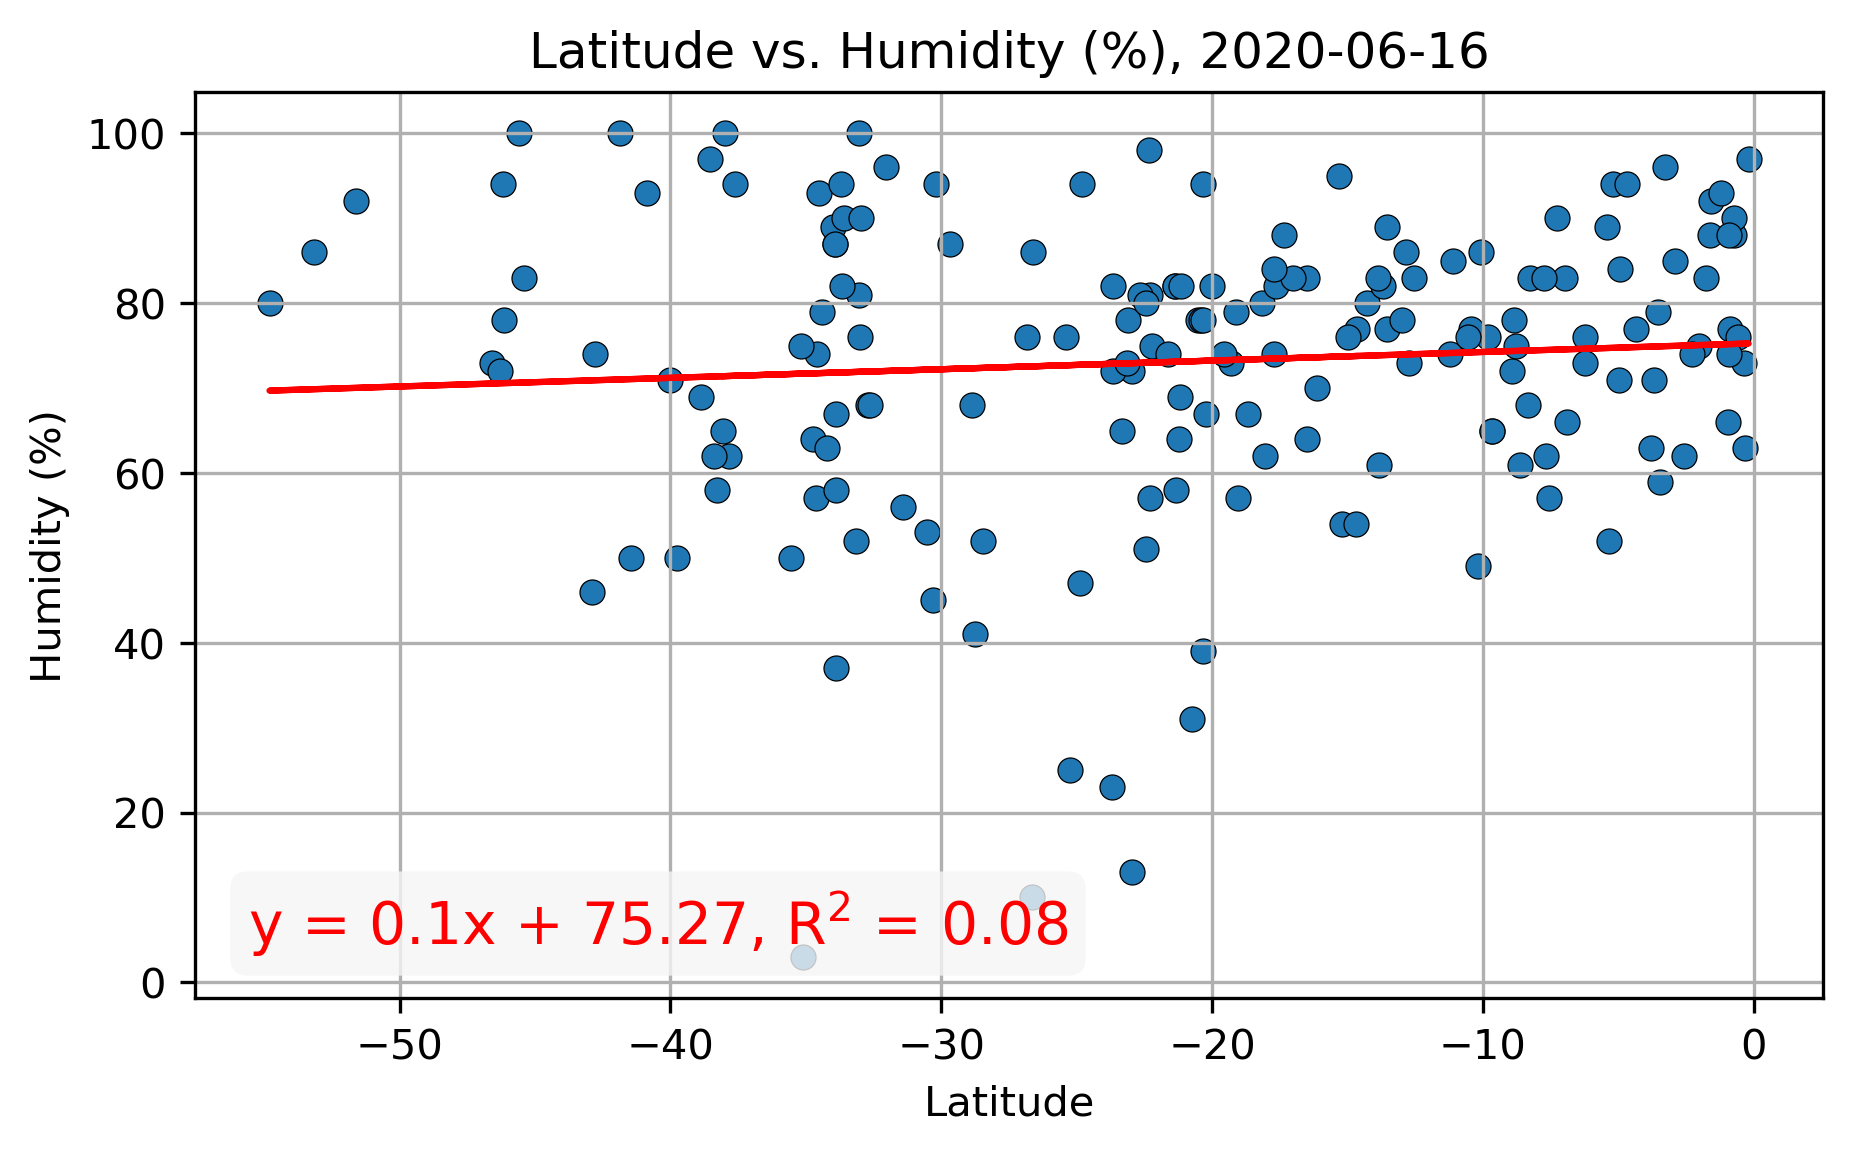 Latitude vs. Humidity (%), 2020-06-16
100
80
60
40
20
0
Humidity (%)
y = 0.1x + 75.27, R² = 0.08
−50 −40 −30 −20 −10 0
Latitude